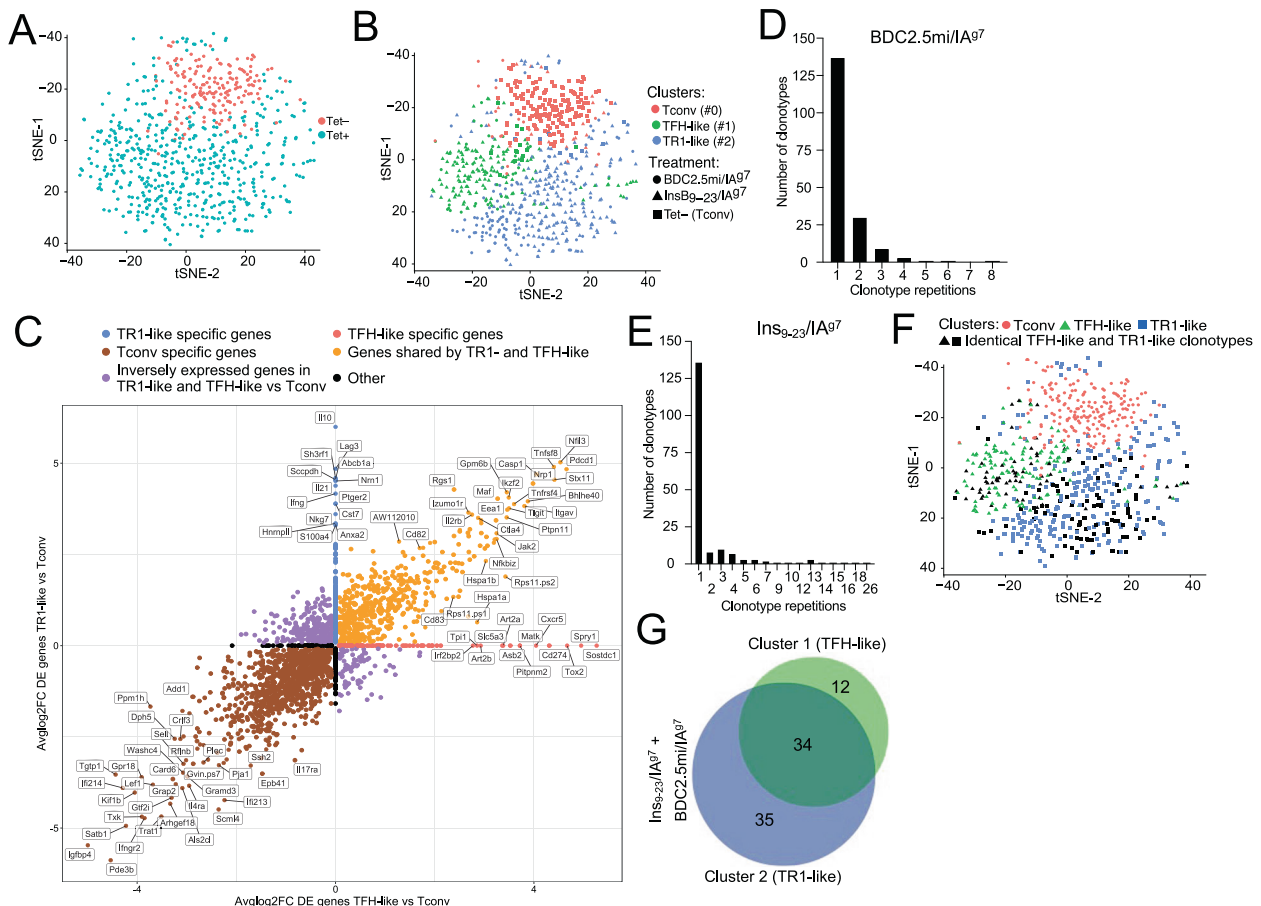 A
−40
−20
0
20
40
tSNE-1
−40
−20
0
20
40
tSNE-2
Tet−
Tet+
B
−40
−20
0
20
40
tSNE-1
−40
−20
0
20
40
tSNE-2
Clusters:
Tconv (#0)
TFH-like (#1)
TR1-like (#2)
Treatment:
BDC2.5mi/IAg7
InsB9–23/IAg7
Tet− (Tconv)
D
BDC2.5mi/IAg7
Number of clonotypes
150
125
100
75
50
25
0
1 2 3 4 5 6 7 8
Clonotype repetitions
C
TR1-like specific genes
Tconv specific genes
Inversely expressed genes in
TR1-like and TFH-like vs Tconv
TFH-like specific genes
Genes shared by TR1- and TFH-like
Other
Avglog2FC DE genes TR1-like vs Tconv
5
0
-5
-4
0
4
Avglog2FC DE genes TFH-like vs Tconv
Il10
Lag3
Sh3rf1
Abcb1a
Sccpdh
Nrn1
Il21
Ptger2
Ifng
Cst7
Nkg7
Hnrnpll
S100a4
Anxa2
AW112010
Cd82
Rgs1
Izumo1r
Il2rb
Gpm6b
Maf
Casp1
Ikzf2
Eea1
Tnfsf8
Nfil3
Pdcd1
Nrp1
Stx11
Tnfrsf4
Bhlhe40
Tigit
Itgav
Ctla4
Ptpn11
Jak2
Nfkbiz
Hspa1b
Rps11.ps2
Hspa1a
Rps11.ps1
Cd83
Tpi1
Slc5a3
Art2a
Matk
Cxcr5
Spry1
Irf2bp2
Art2b
Asb2
Pitpnm2
Cd274
Tox2
Sostdc1
Ppm1h
Add1
Dph5
Crlf3
Sell
Washc4
Rflnb
Plec
Ssh2
Il17ra
Tgtp1
Gpr18
Card6
Gvin.ps7
Pja1
Epb41
Ifi214
Lef1
Grap2
Gramd3
Kif1b
Gtf2i
Il4ra
Ifi213
Txk
Trat1
Arhgef18
Scml4
Satb1
Ifngr2
Als2cl
Igfbp4
Pde3b
E
Ins9-23/IAg7
Number of clonotypes
150
125
100
75
50
25
0
1 3 5 7 10 13 15 18
2 4 6 9 12 14 16 26
Clonotype repetitions
F
Clusters: Tconv TFH-like TR1-like
Identical TFH-like and TR1-like clonotypes
−40
−20
0
20
40
tSNE-1
−40
−20
0
20
40
tSNE-2
G
Cluster 1 (TFH-like)
12
34
35
Ins9-23/IAg7 +
BDC2.5mi/IAg7
Cluster 2 (TR1-like)